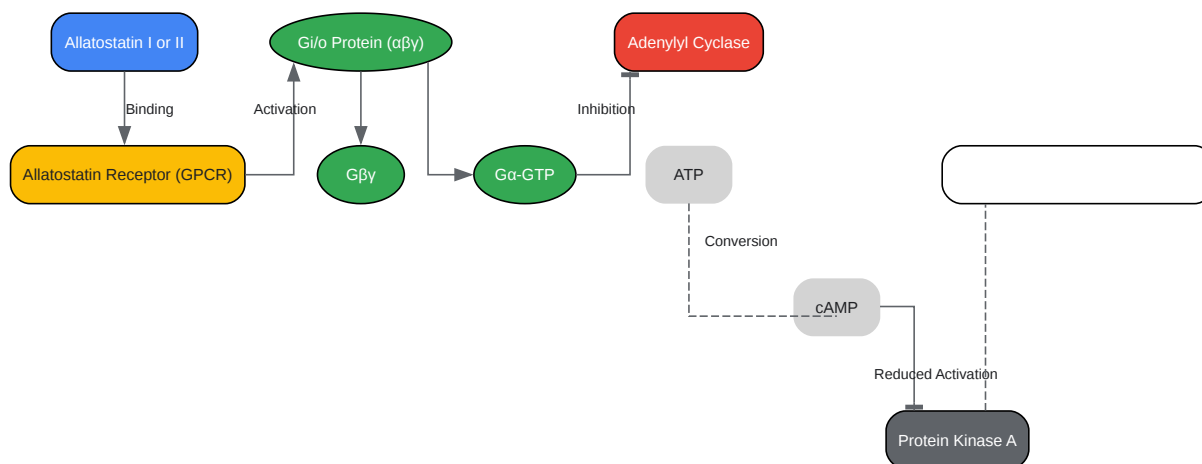 Allatostatin I or II
Gi/o Protein (αβγ)
Adenylyl Cyclase
Binding
Activation
Inhibition
Allatostatin Receptor (GPCR)
Gβγ
Gα-GTP
ATP
Conversion
cAMP
Reduced Activation
Protein Kinase A